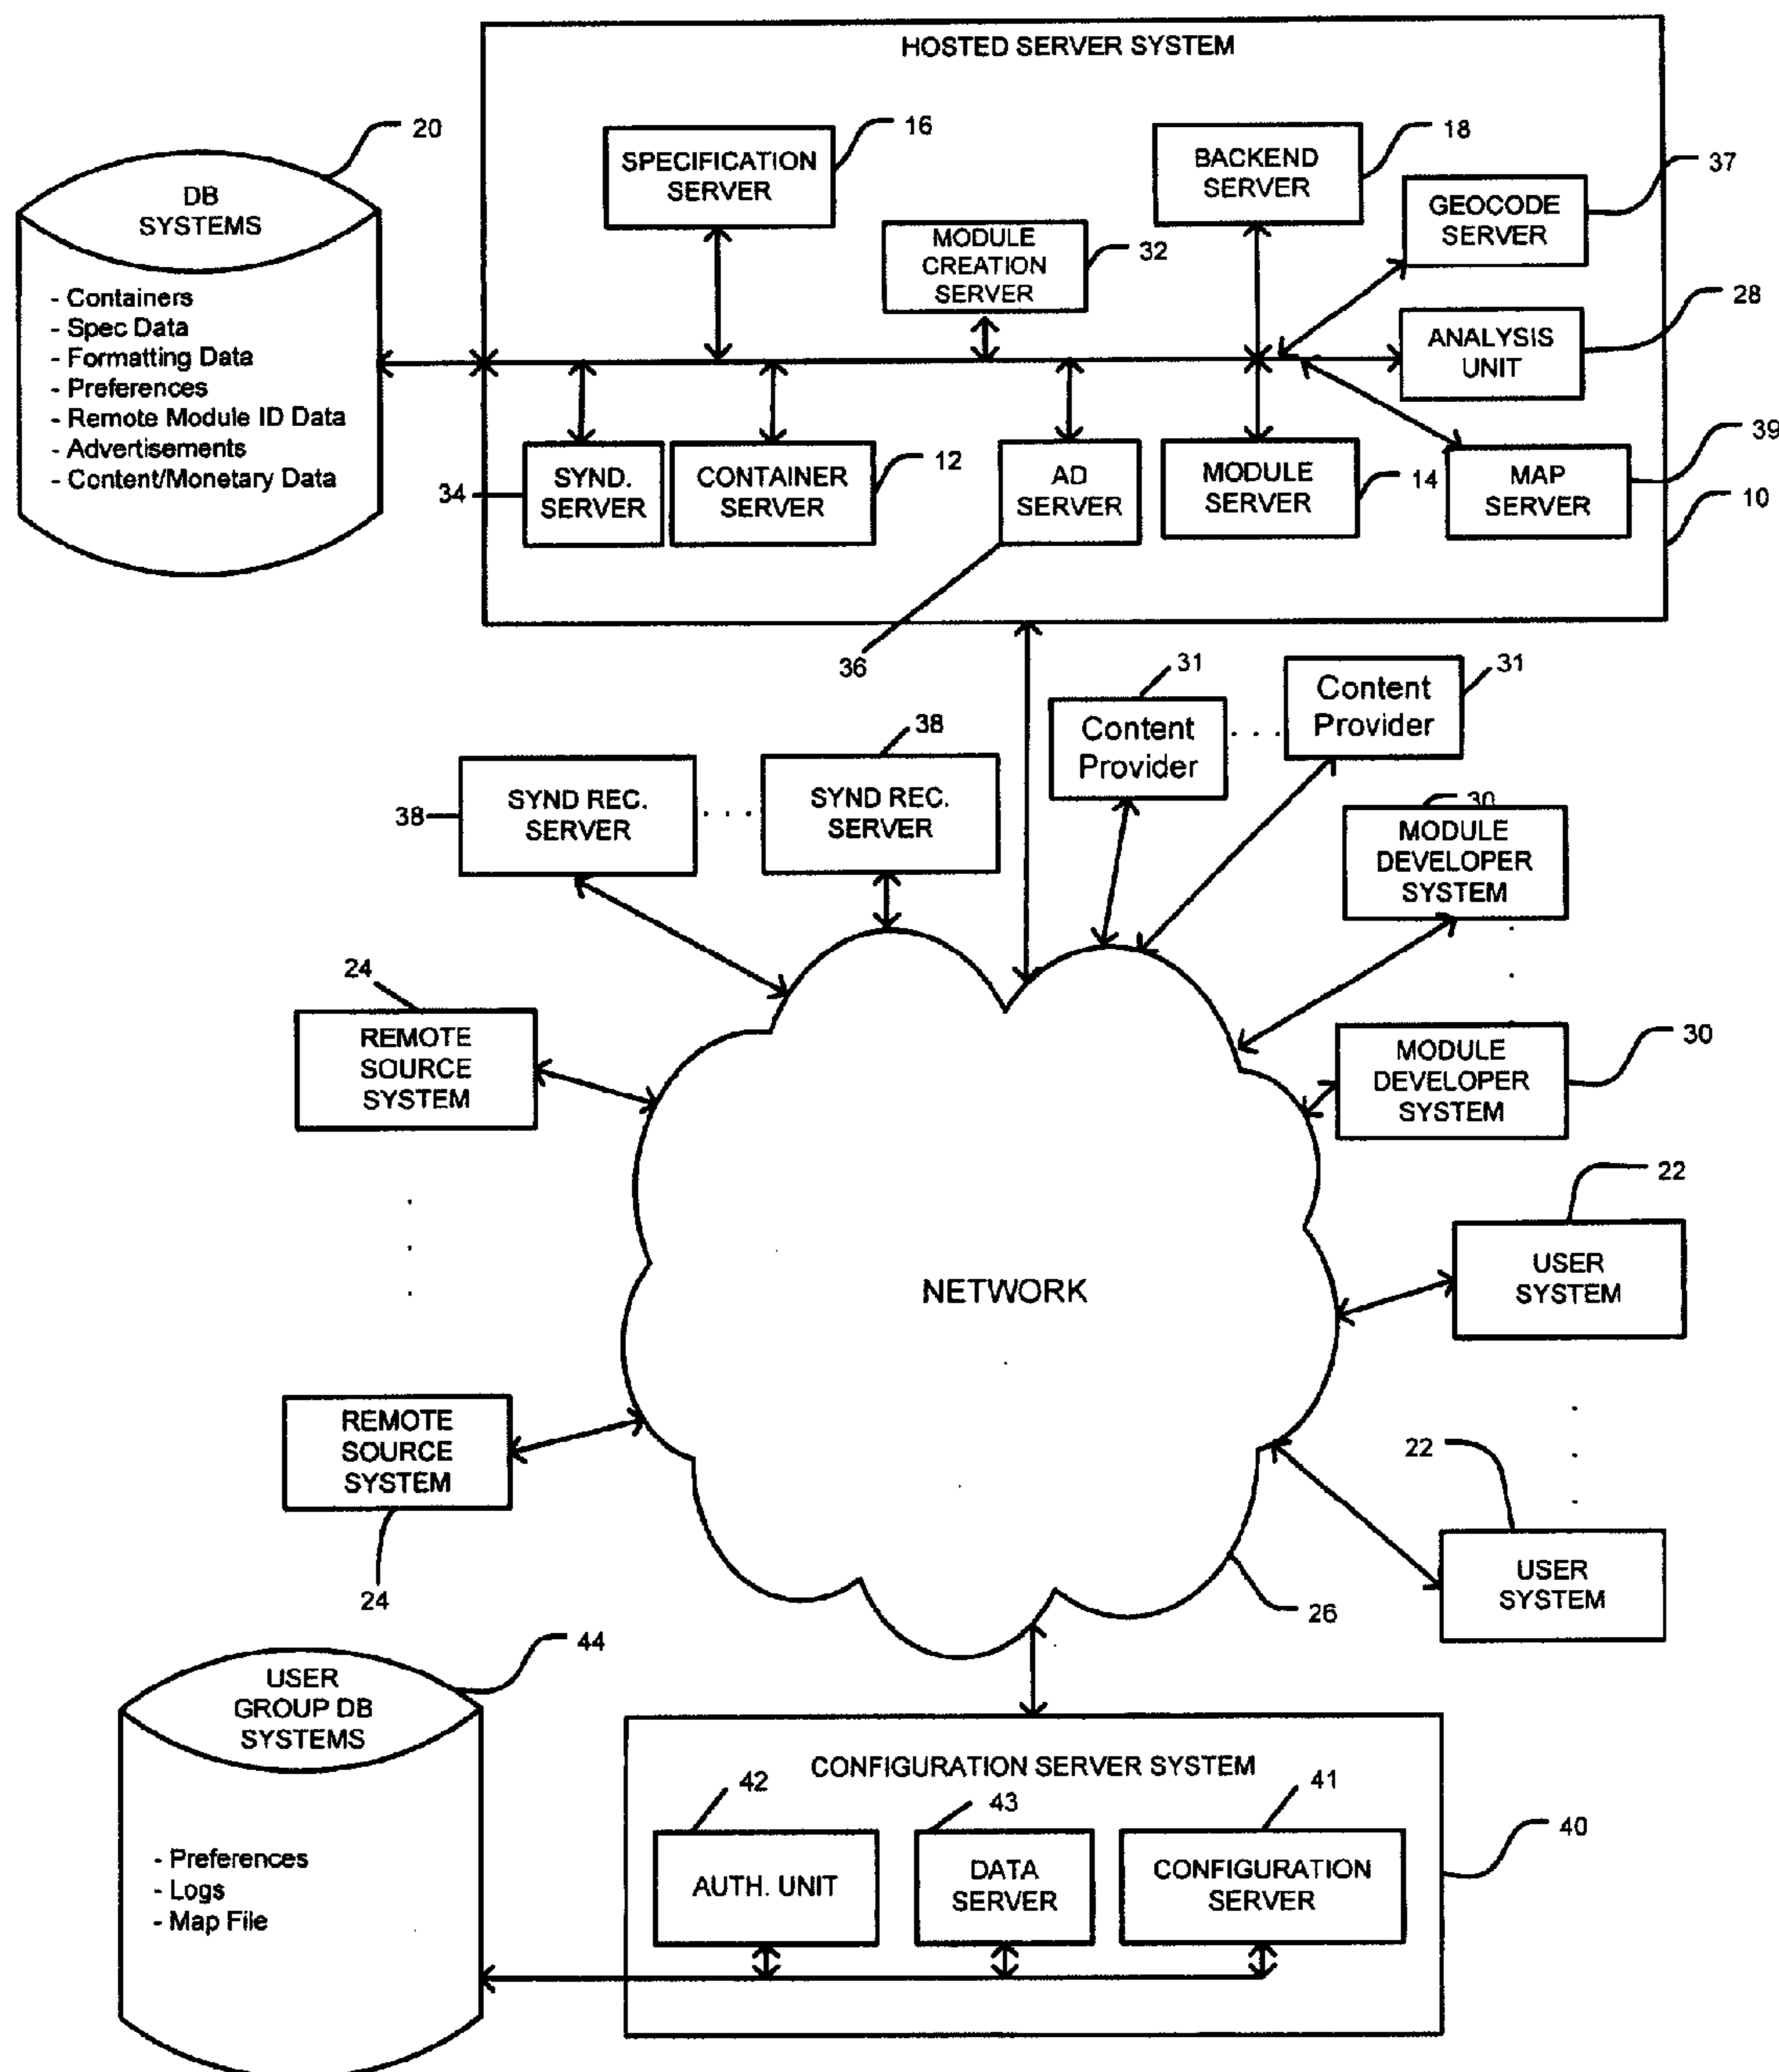 HOSTED SERVER SYSTEM
20
DB
SYSTEMS
- Containers
- Spec Data
- Formatting Data
- Preferences
- Remote Module ID Data
- Advertisements
- Content/Monetary Data
16
SPECIFICATION
SERVER
18
BACKEND
SERVER
37
GEOCODE
SERVER
32
MODULE
CREATION
SERVER
28
ANALYSIS
UNIT
34
SYND.
SERVER
12
CONTAINER
SERVER
AD
SERVER
36
MODULE
SERVER
14
39
MAP
SERVER
10
31
Content
Provider
. . .
31
Content
Provider
38
SYND REC.
SERVER
. . .
38
SYND REC.
SERVER
30
MODULE
DEVELOPER
SYSTEM
24
REMOTE
SOURCE
SYSTEM
30
MODULE
DEVELOPER
SYSTEM
22
USER
SYSTEM
NETWORK
REMOTE
SOURCE
SYSTEM
24
22
USER
SYSTEM
26
44
USER
GROUP DB
SYSTEMS
- Preferences
- Logs
- Map File
CONFIGURATION SERVER SYSTEM
42
AUTH. UNIT
43
DATA
SERVER
41
CONFIGURATION
SERVER
40